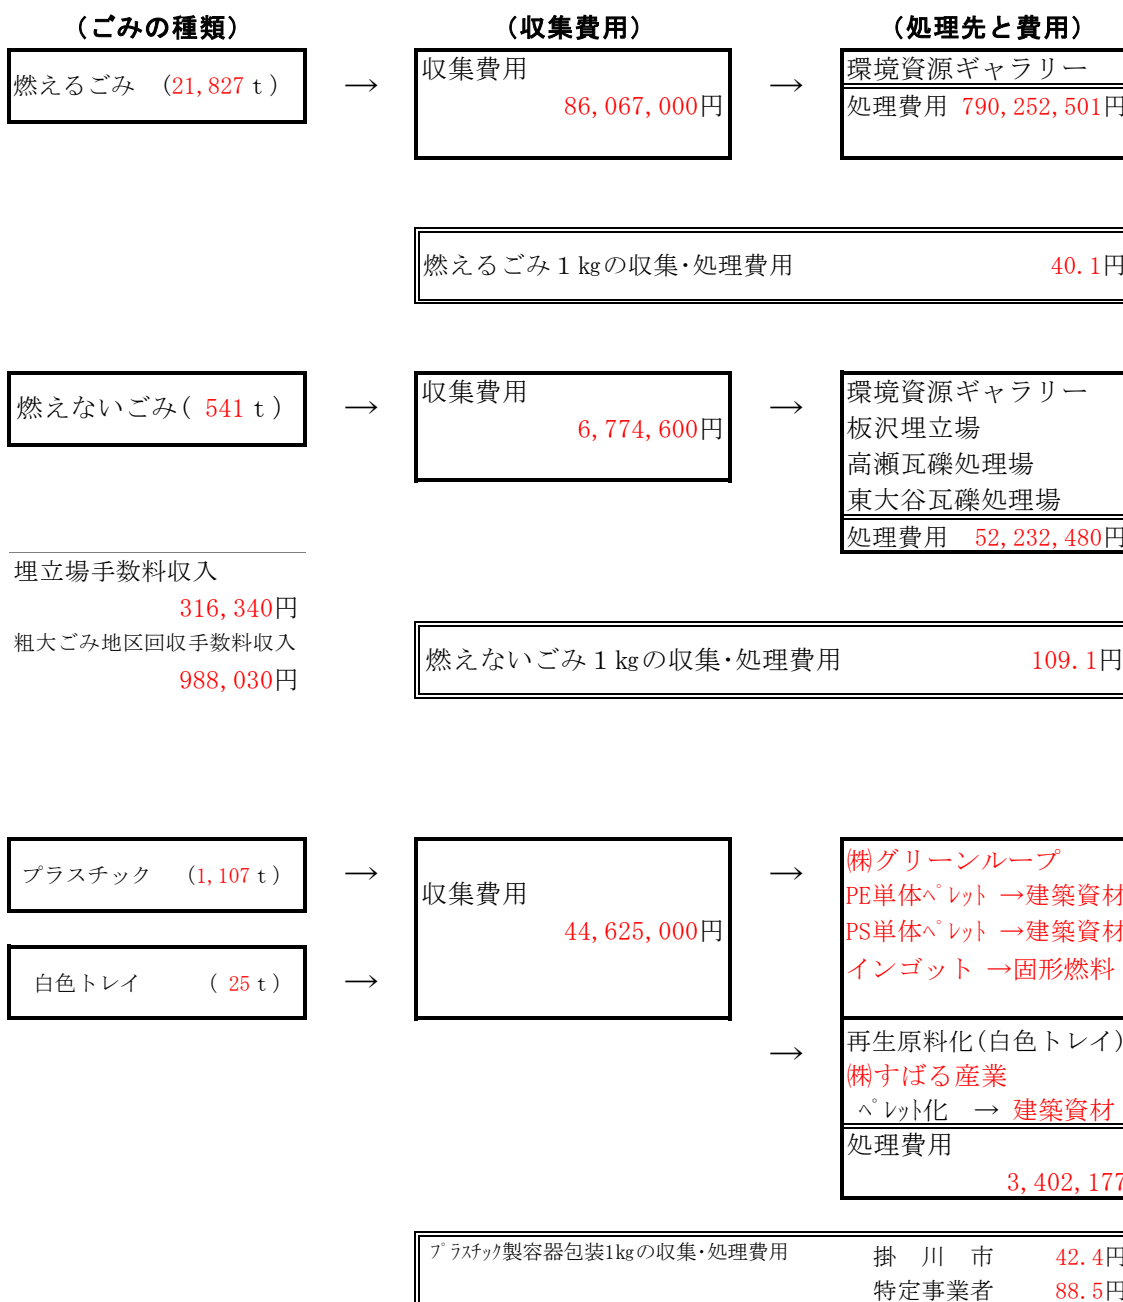 （ごみの種類）
（収集費用）
（処理先と費用）
燃えるごみ （21,827ｔ）
→
収集費用
86,067,000円
→
環境資源ギャラリー
処理費用 790,252,501円
燃えるごみ１㎏の収集･処理費用 40.1円
燃えないごみ( 541ｔ)
→
収集費用
6,774,600円
→
環境資源ギャラリー
板沢埋立場
高瀬瓦礫処理場
東大谷瓦礫処理場
処理費用 52,232,480円
埋立場手数料収入
316,340円
粗大ごみ地区回収手数料収入
988,030円
燃えないごみ１㎏の収集･処理費用 109.1円
プラスチック （1,107ｔ）
→
白色トレイ （ 25ｔ）
→
収集費用
44,625,000円
→
㈱グリーンループ
PE単体ﾍﾟﾚｯﾄ →建築資材
PS単体ﾍﾟﾚｯﾄ →建築資材
インゴット →固形燃料
→
再生原料化(白色トレイ)
㈱すばる産業
ﾍﾟﾚｯﾄ化 → 建築資材
処理費用
3,402,177
ﾌﾟﾗｽﾁｯｸ製容器包装1㎏の収集･処理費用 掛 川 市 42.4円
特定事業者 88.5円